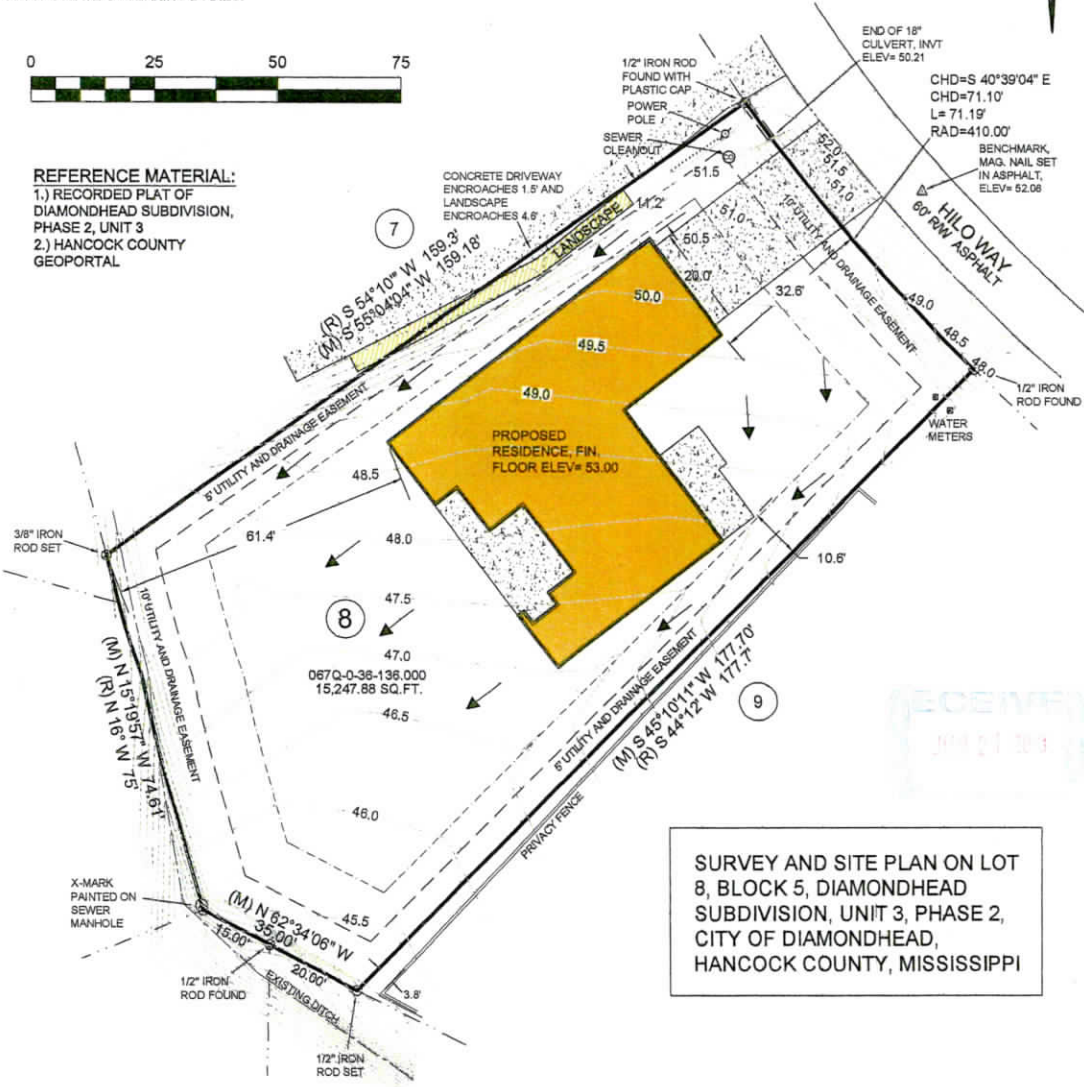 0 25 50 75
REFERENCE MATERIAL:
1.) RECORDED PLAT OF
DIAMONDHEAD SUBDIVISION,
PHASE 2, UNIT 3
2.) HANCOCK COUNTY
GEOPORTAL
END OF 18"
CULVERT, INVT
ELEV= 50.21
1/2" IRON ROD
FOUND WITH
PLASTIC CAP
POWER
POLE
SEWER
CLEANOUT
CHD=S 40°39'04" E
CHD=71.10'
L= 71.19'
RAD=410.00'
BENCHMARK,
MAG. NAIL SET
IN ASPHALT,
ELEV= 52.06
HILO WAY
60' R/W ASPHALT
CONCRETE DRIVEWAY
ENCROACHES 1.5' AND
LANDSCAPE
ENCROACHES 4.6'
7
(R) S 54°10'" W 159.3'
(M) S 55°04'04" W 159.18'
LANDSCAPE
11.2'
51.5
52.0
51.5
51.0
51.0
50.5
20.0'
32.6'
10' UTILITY AND DRAINAGE EASEMENT
49.0
48.5
48.0
1/2" IRON
ROD FOUND
WATER
METERS
50.0
49.5
49.0
PROPOSED
RESIDENCE, FIN.
FLOOR ELEV= 53.00
5' UTILITY AND DRAINAGE EASEMENT
48.5
61.4'
48.0
47.5
47.0
8
067Q-0-36-136.000
15,247.88 SQ.FT.
46.5
46.0
45.5
10.6'
3/8" IRON
ROD SET
10' UTILITY AND DRAINAGE EASEMENT
(M) N 15°19'57" W 74.61'
(R) N 16° W 75'
5' UTILITY AND DRAINAGE EASEMENT
(M) S 45°10'11" W 177.70'
(R) S 44°12' W 177.7'
9
PRIVACY FENCE
X-MARK
PAINTED ON
SEWER
MANHOLE
(M) N 62°34'06" W
35.00'
15.00'
20.00'
1/2" IRON
ROD FOUND
EXISTING DITCH
3.8'
1/2" IRON
ROD SET
SURVEY AND SITE PLAN ON LOT
8, BLOCK 5, DIAMONDHEAD
SUBDIVISION, UNIT 3, PHASE 2,
CITY OF DIAMONDHEAD,
HANCOCK COUNTY, MISSISSIPPI